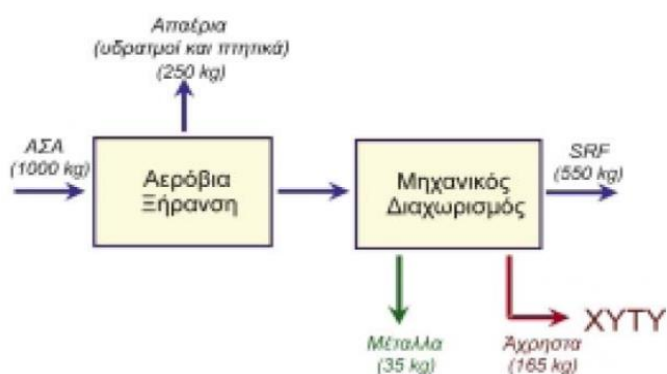 Απαέρια
(υδρατμοί και πτητικά)
(250 kg)
ΑΣΑ
(1000 kg)
Αερόβια
Ξήρανση
Μηχανικός
Διαχωρισμός
SRF
(550 kg)
Μέταλλα
(35 kg)
Άχρηστα
(165 kg)
ΧΥΤΥ